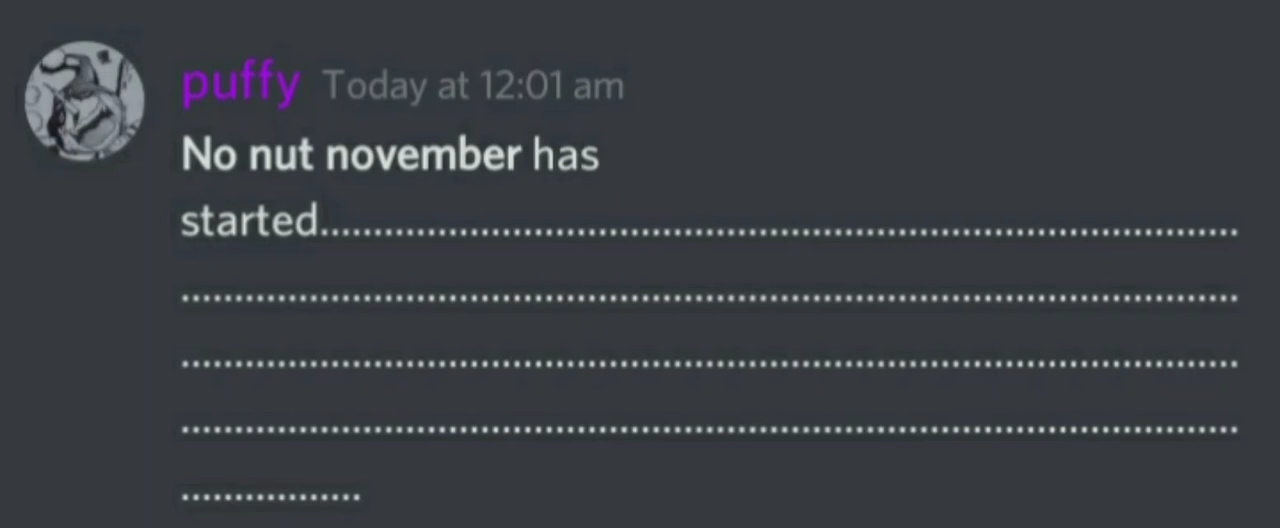 puffy Today at 12:01 am
No nut november has
started.......................................................................................
....................................................................................................
....................................................................................................
....................................................................................................
.................